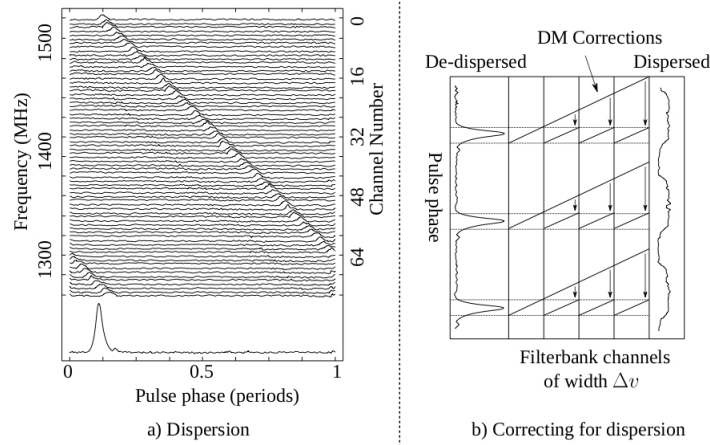 1500
1400
1300
Frequency (MHz)
0
16
32
48
64
Channel Number
0
0.5
1
Pulse phase (periods)
a) Dispersion
DM Corrections
De-dispersed
Dispersed
Pulse phase
Filterbank channels
of width Δν
b) Correcting for dispersion